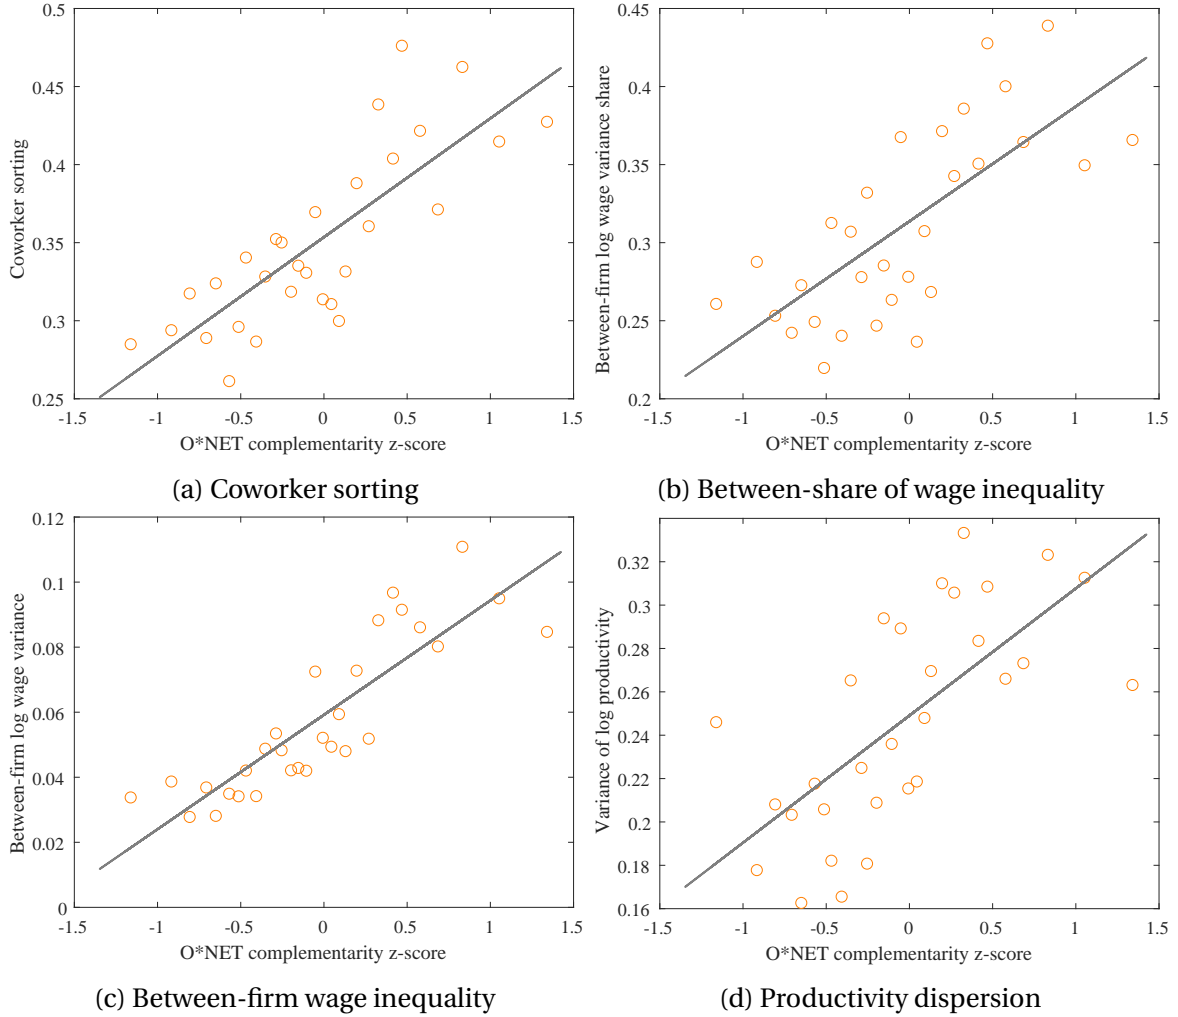 0.5
0.45
0.4
0.35
0.3
0.25
Coworker sorting
-1.5 -1 -0.5 0 0.5 1 1.5
O*NET complementarity z-score
(a) Coworker sorting
0.45
0.4
0.35
0.3
0.25
0.2
Between-firm log wage variance share
-1.5 -1 -0.5 0 0.5 1 1.5
O*NET complementarity z-score
(b) Between-share of wage inequality
0.12
0.1
0.08
0.06
0.04
0.02
0
Between-firm log wage variance
-1.5 -1 -0.5 0 0.5 1 1.5
O*NET complementarity z-score
(c) Between-firm wage inequality
0.32
0.3
0.28
0.26
0.24
0.22
0.2
0.18
0.16
Variance of log productivity
-1.5 -1 -0.5 0 0.5 1 1.5
O*NET complementarity z-score
(d) Productivity dispersion